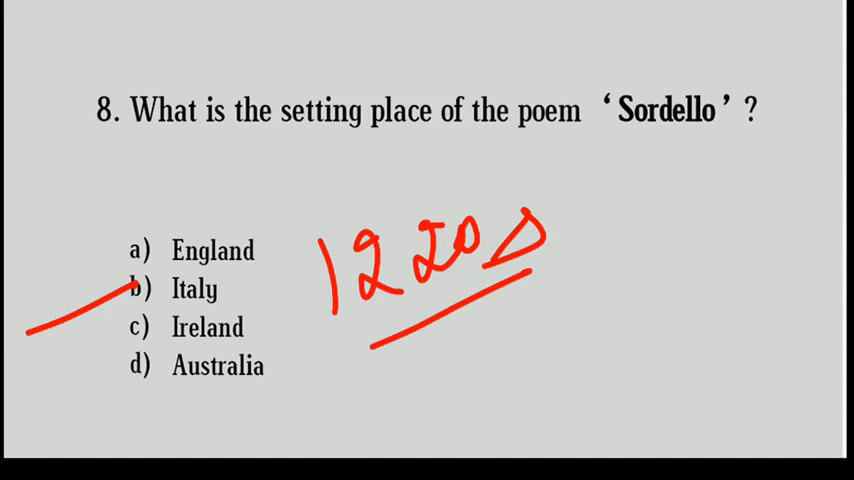 8. What is the setting place of the poem ‘ Sordello ’ ?
a) England
1220s
b) Italy
c) Ireland
d) Australia